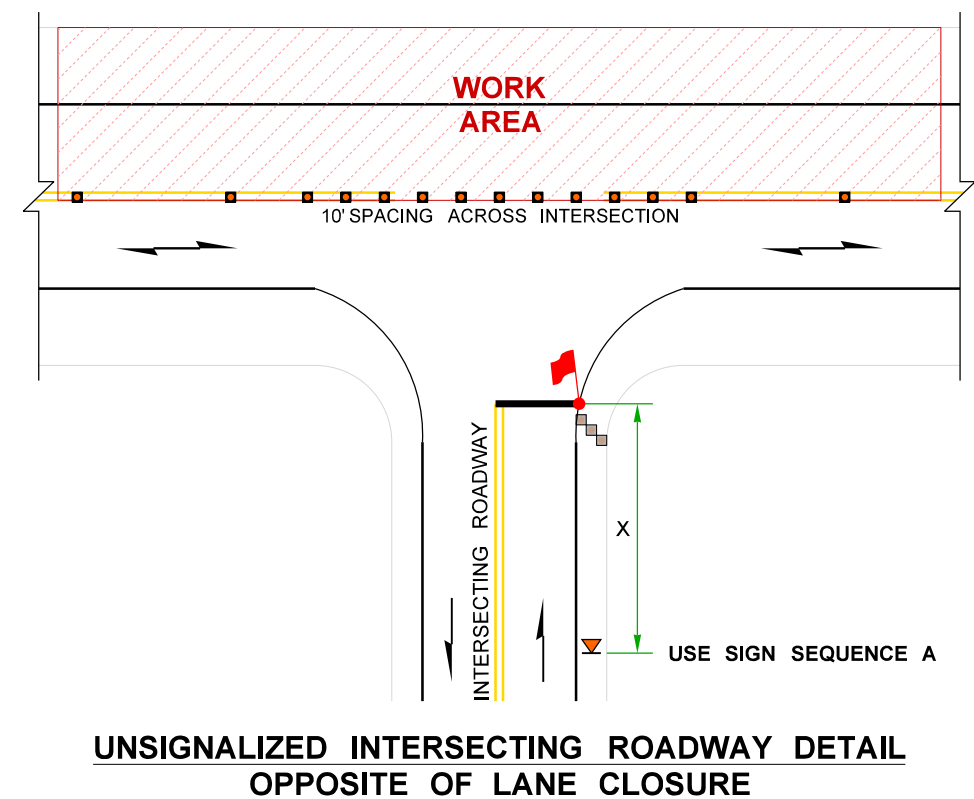 WORK
AREA
10' SPACING ACROSS INTERSECTION
INTERSECTING ROADWAY
X
USE SIGN SEQUENCE A
UNSIGNALIZED INTERSECTING ROADWAY DETAIL
OPPOSITE OF LANE CLOSURE